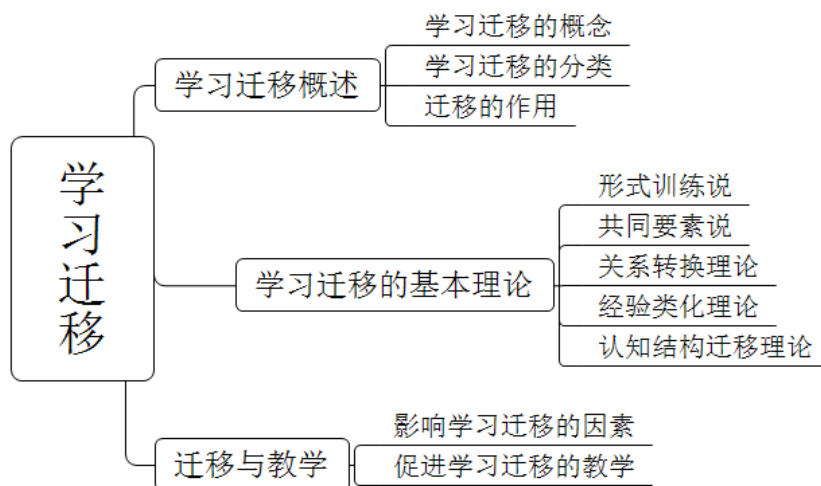 学习迁移
学习迁移概述
学习迁移的概念
学习迁移的分类
迁移的作用
学习迁移的基本理论
形式训练说
共同要素说
关系转换理论
经验类化理论
认知结构迁移理论
迁移与教学
影响学习迁移的因素
促进学习迁移的教学